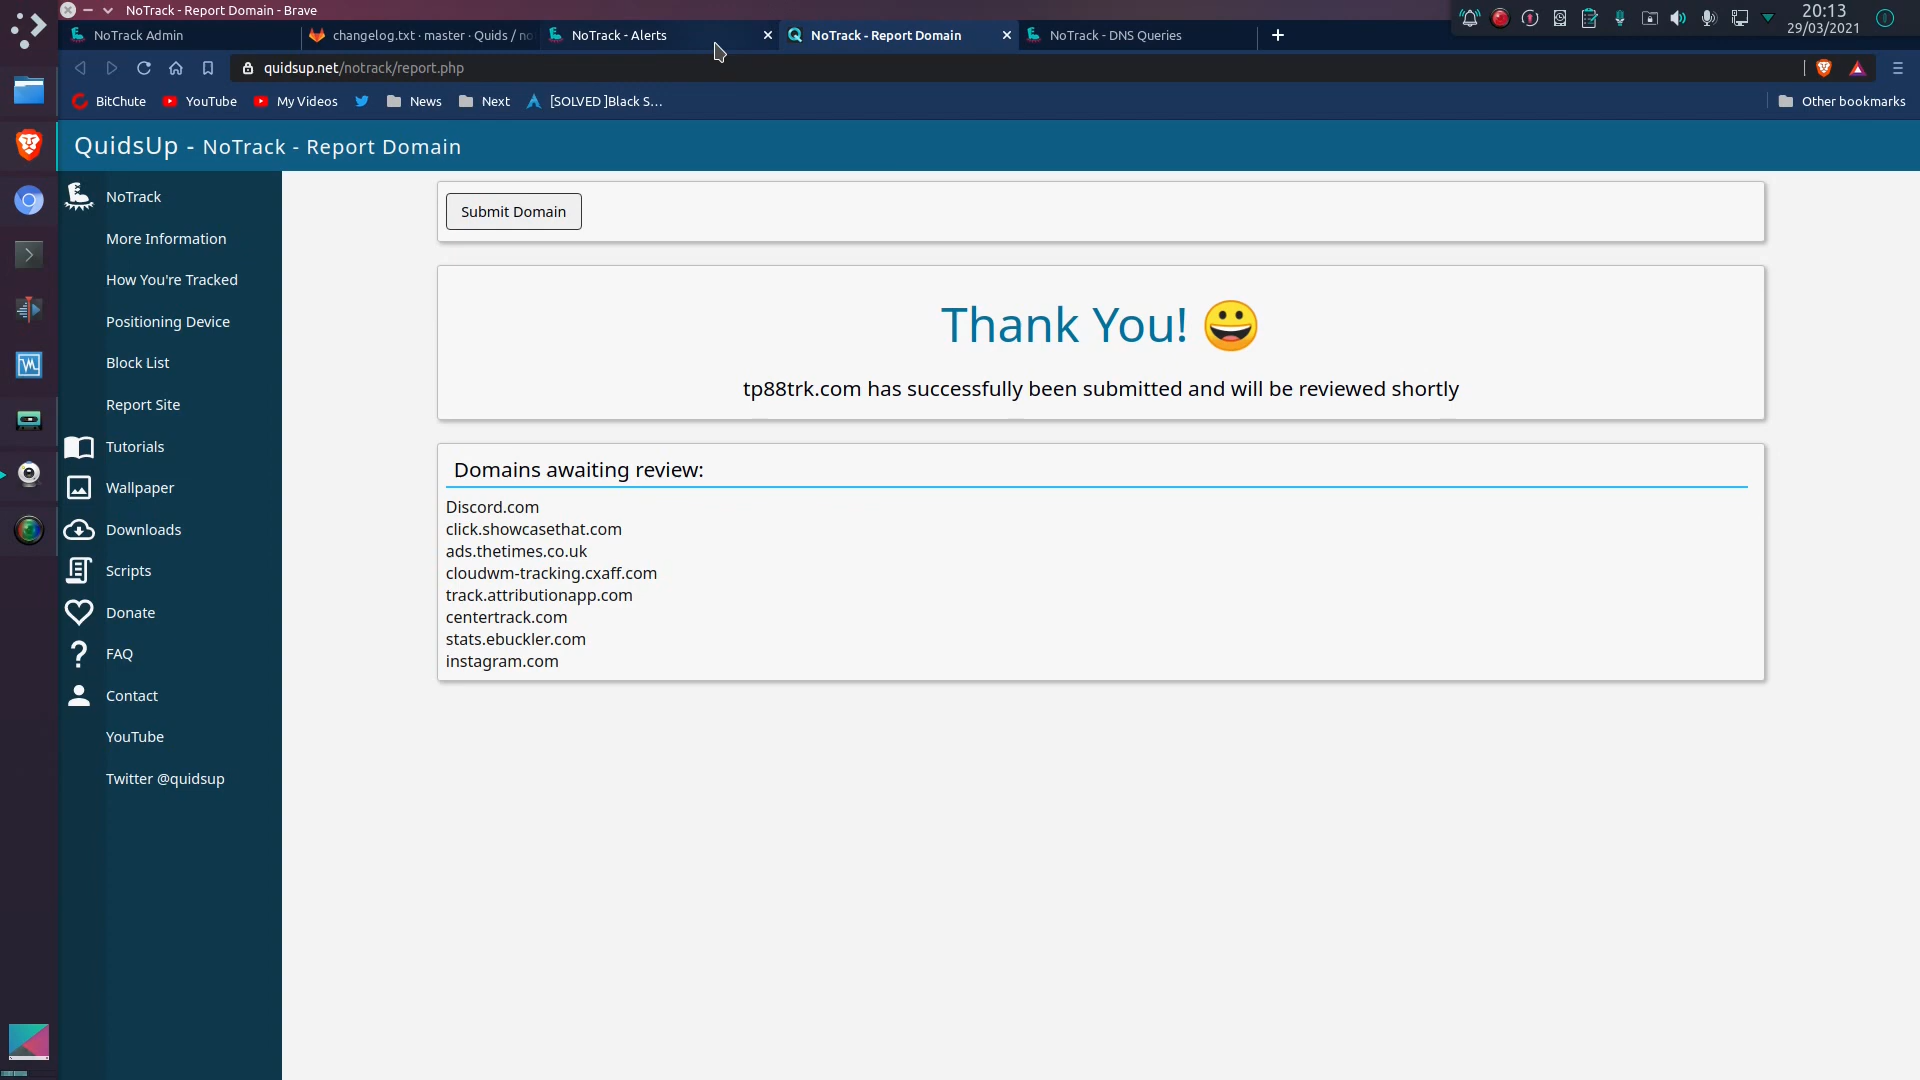 NoTrack - Report Domain - Brave
20:13
29/03/2021
NoTrack Admin
changelog.txt · master · Quids / no
NoTrack - Alerts
NoTrack - Report Domain
NoTrack - DNS Queries
quidsup.net/notrack/report.php
BitChute
YouTube
My Videos
News
Next
[SOLVED ]Black S...
Other bookmarks
QuidsUp - NoTrack - Report Domain
NoTrack
More Information
How You're Tracked
Positioning Device
Block List
Report Site
Tutorials
Wallpaper
Downloads
Scripts
Donate
FAQ
Contact
YouTube
Twitter @quidsup
Submit Domain
Thank You! 😀
tp88trk.com has successfully been submitted and will be reviewed shortly
Domains awaiting review:
Discord.com
click.showcasethat.com
ads.thetimes.co.uk
cloudwm-tracking.cxaff.com
track.attributionapp.com
centertrack.com
stats.ebuckler.com
instagram.com